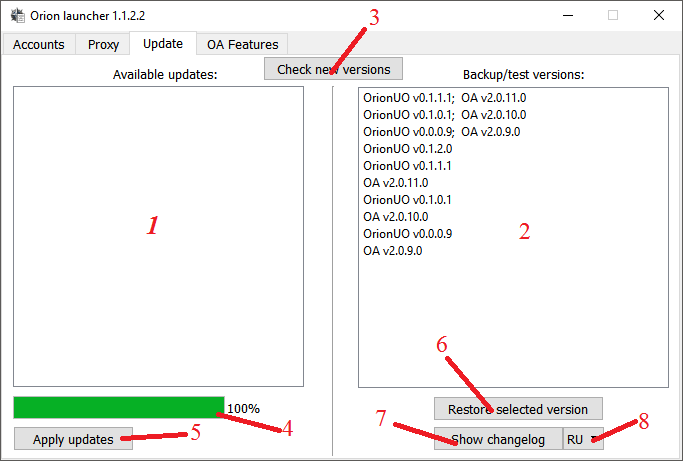 Orion launcher 1.1.2.2
Accounts Proxy Update OA Features
3
Check new versions
Available updates:
Backup/test versions:
1
OrionUO v0.1.1.1; OA v2.0.11.0
OrionUO v0.1.0.1; OA v2.0.10.0
OrionUO v0.0.0.9; OA v2.0.9.0
OrionUO v0.1.2.0
OrionUO v0.1.1.1
OA v2.0.11.0
OrionUO v0.1.0.1
OA v2.0.10.0
OrionUO v0.0.0.9
OA v2.0.9.0
2
100%
4
Apply updates
5
6
Restore selected version
7
Show changelog
RU
8